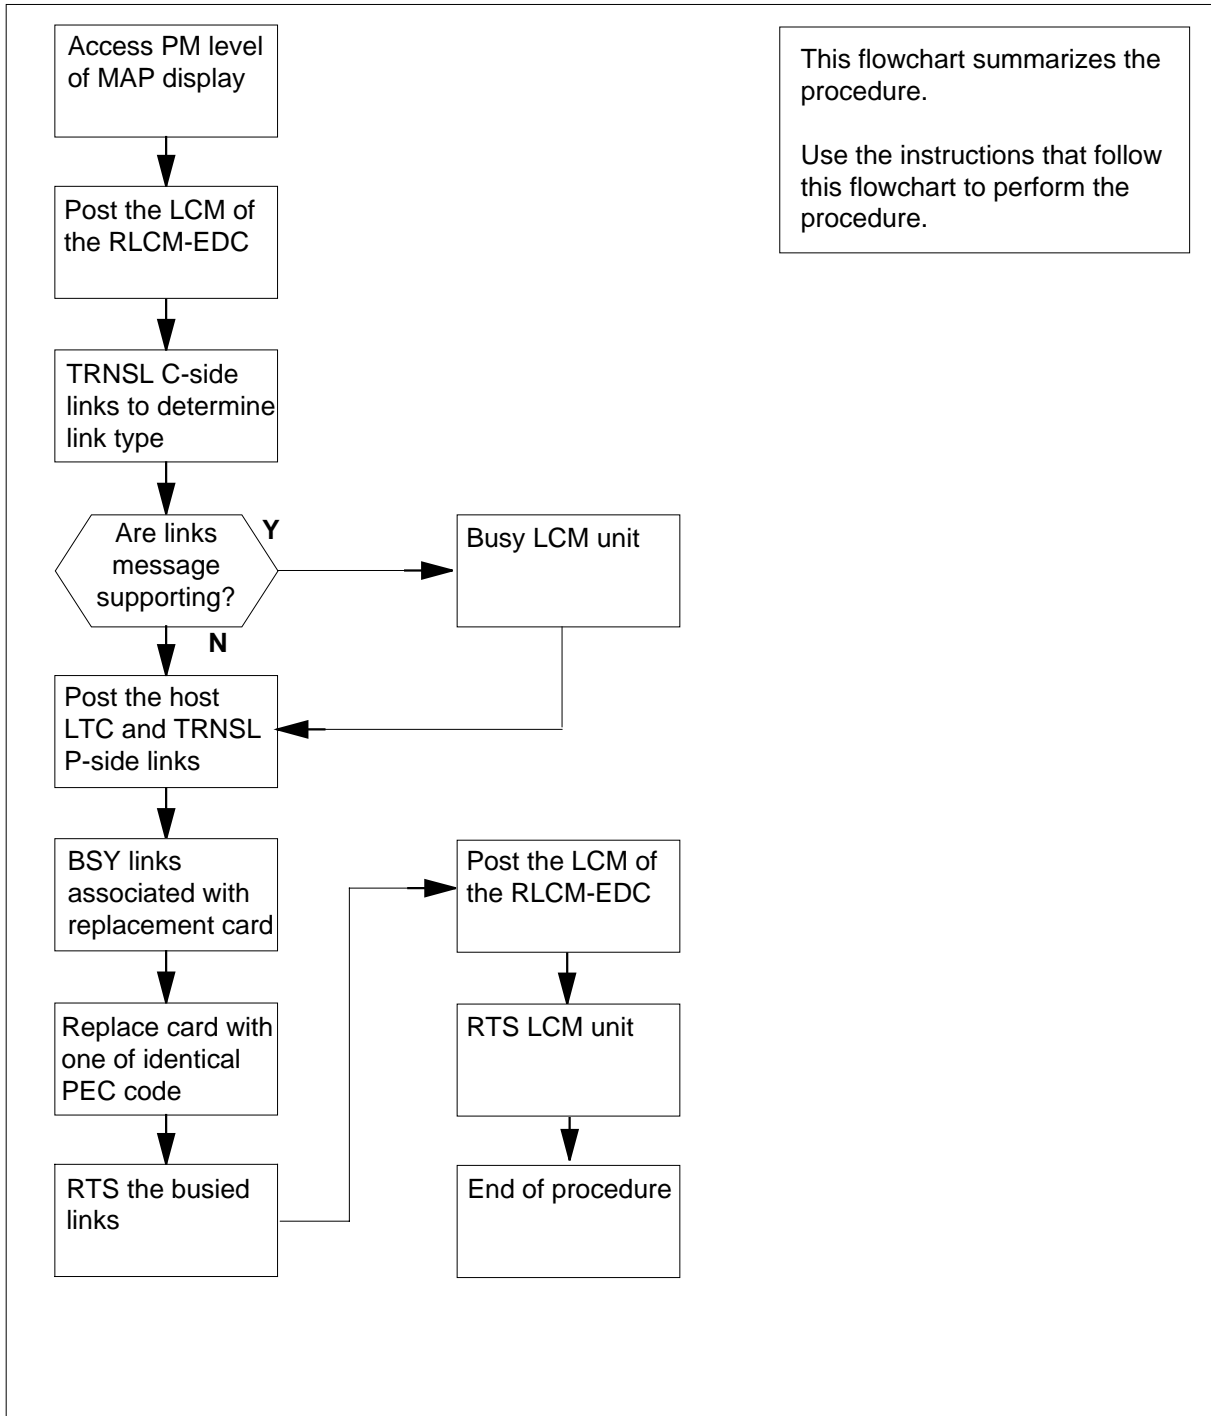 Access PM level
of MAP display
This flowchart summarizes the
procedure.
Use the instructions that follow
this flowchart to perform the
procedure.
Post the LCM of
the RLCM-EDC
TRNSL C-side
links to determine
link type
Are links
message
supporting?
Y
N
Busy LCM unit
Post the host
LTC and TRNSL
P-side links
BSY links
associated with
replacement card
Replace card with
one of identical
PEC code
RTS the busied
links
Post the LCM of
the RLCM-EDC
RTS LCM unit
End of procedure